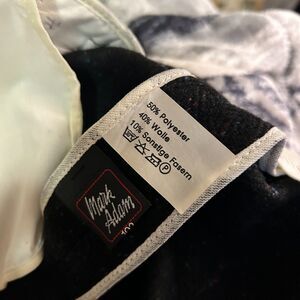 50% Polyester
40% Wolle
10% Sonstige Fasern
P
Mark
Adam